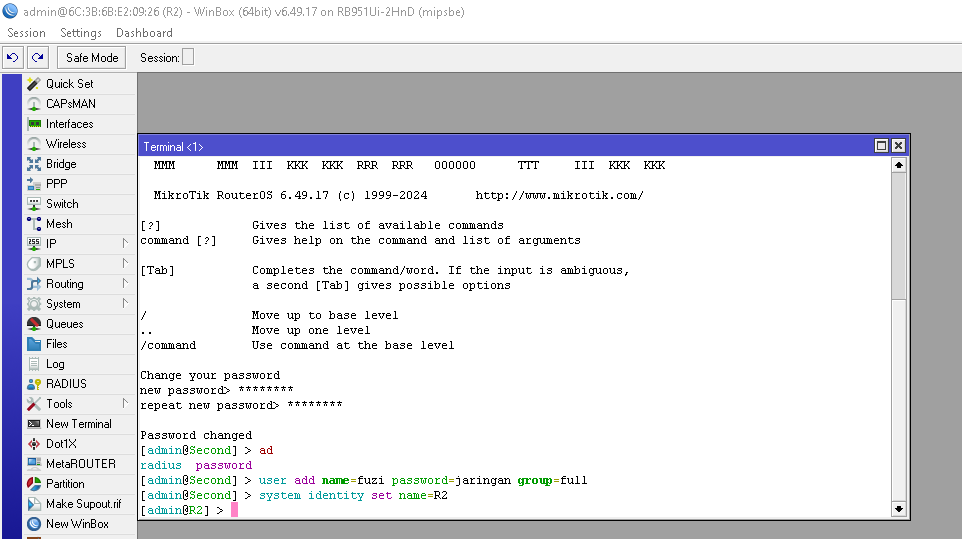 admin@6C:3B:6B:E2:09:26 (R2) - WinBox (64bit) v6.49.17 on RB951Ui-2HnD (mipsbe)
Session Settings Dashboard
Safe Mode Session:
Quick Set
CAPsMAN
Interfaces
Wireless
Bridge
PPP
Switch
Mesh
IP
MPLS
Routing
System
Queues
Files
Log
RADIUS
Tools
New Terminal
Dot1X
MetaROUTER
Partition
Make Supout.rif
New WinBox
Terminal <1>
MMM MMM III KKK KKK RRR RRR OOOOOO TTT III KKK KKK
MikroTik RouterOS 6.49.17 (c) 1999-2024 http://www.mikrotik.com/
[?] Gives the list of available commands
command [?] Gives help on the command and list of arguments
[Tab] Completes the command/word. If the input is ambiguous,
a second [Tab] gives possible options
/ Move up to base level
.. Move up one level
/command Use command at the base level
Change your password
new password> ********
repeat new password> ********
Password changed
[admin@Second] > ad
radius password
[admin@Second] > user add name=fuzi password=jaringan group=full
[admin@Second] > system identity set name=R2
[admin@R2] >